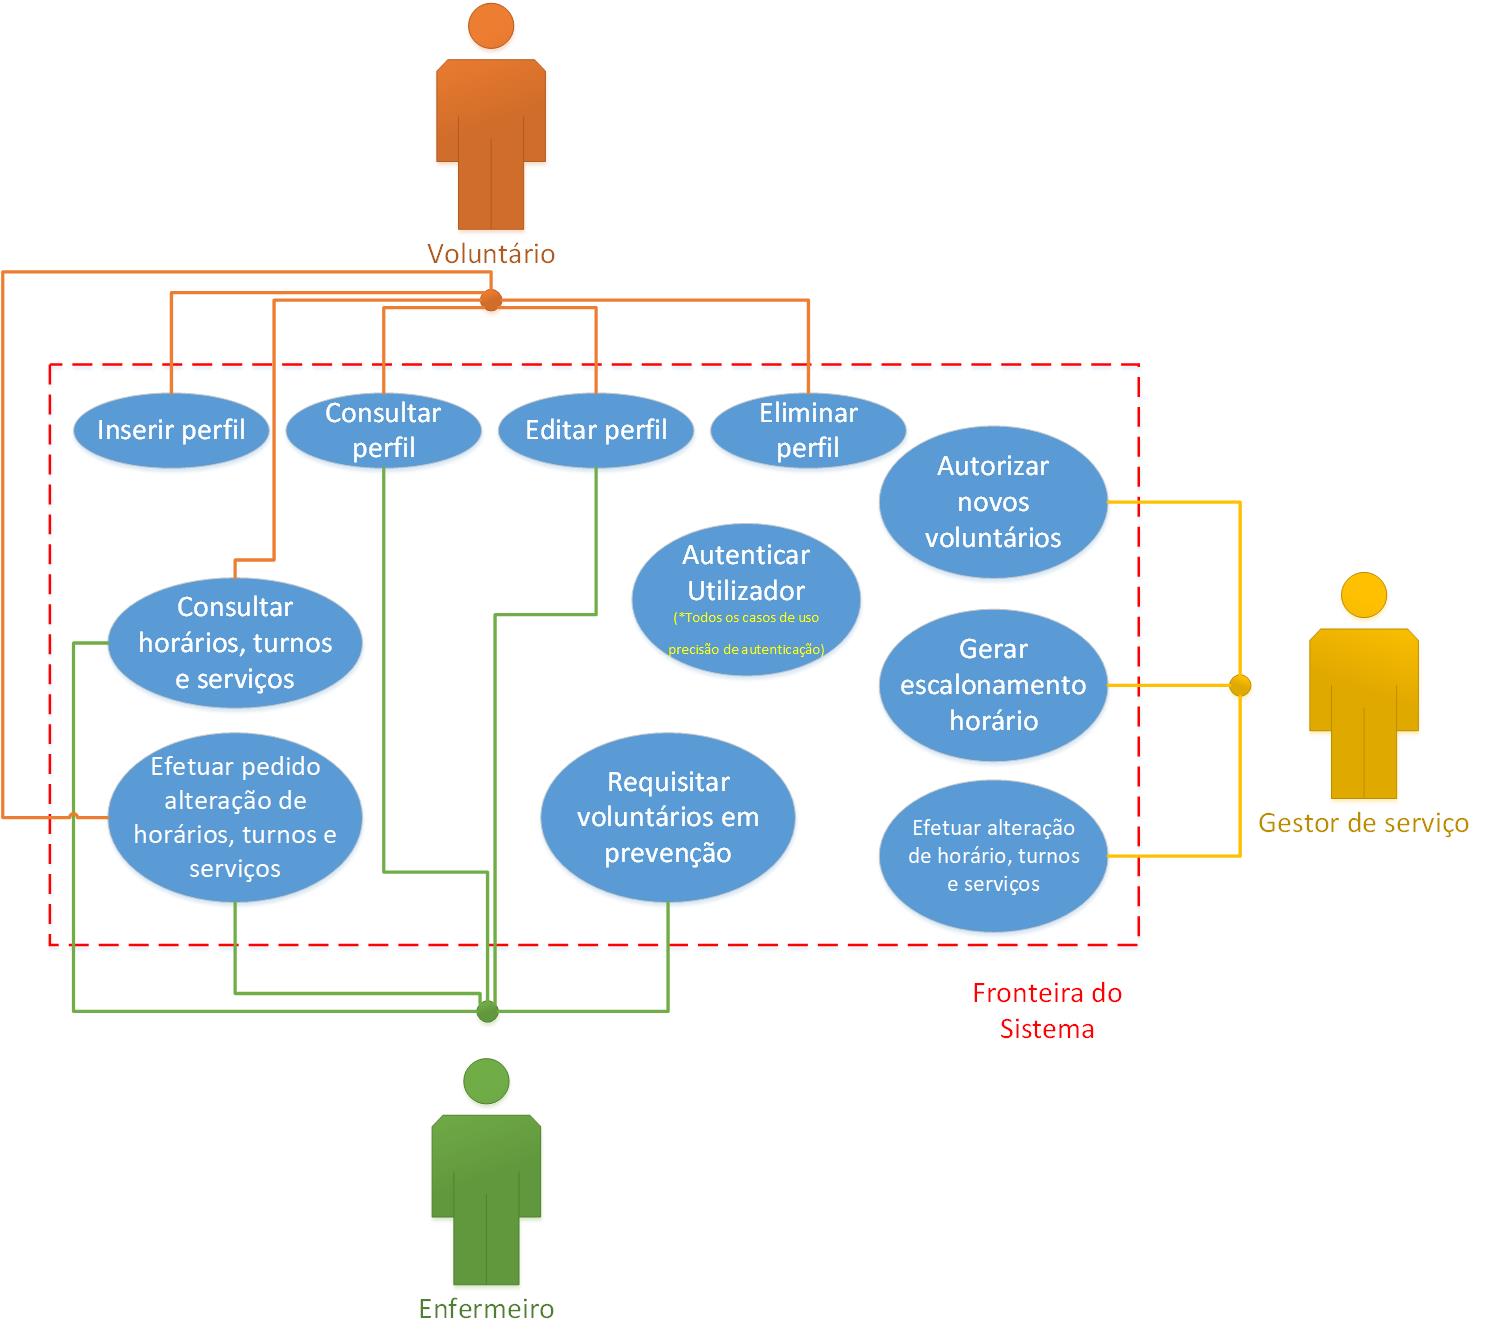 Voluntário
Inserir perfil
Consultar
perfil
Editar perfil
Eliminar
perfil
Autorizar
novos
voluntários
Autenticar
Utilizador
(*Todos os casos de uso
precisão de autenticação)
Consultar
horários, turnos
e serviços
Gerar
escalonamento
horário
Efetuar pedido
alteração de
horários, turnos e
serviços
Requisitar
voluntários em
prevenção
Efetuar alteração
de horário, turnos
e serviços
Gestor de serviço
Fronteira do
Sistema
Enfermeiro